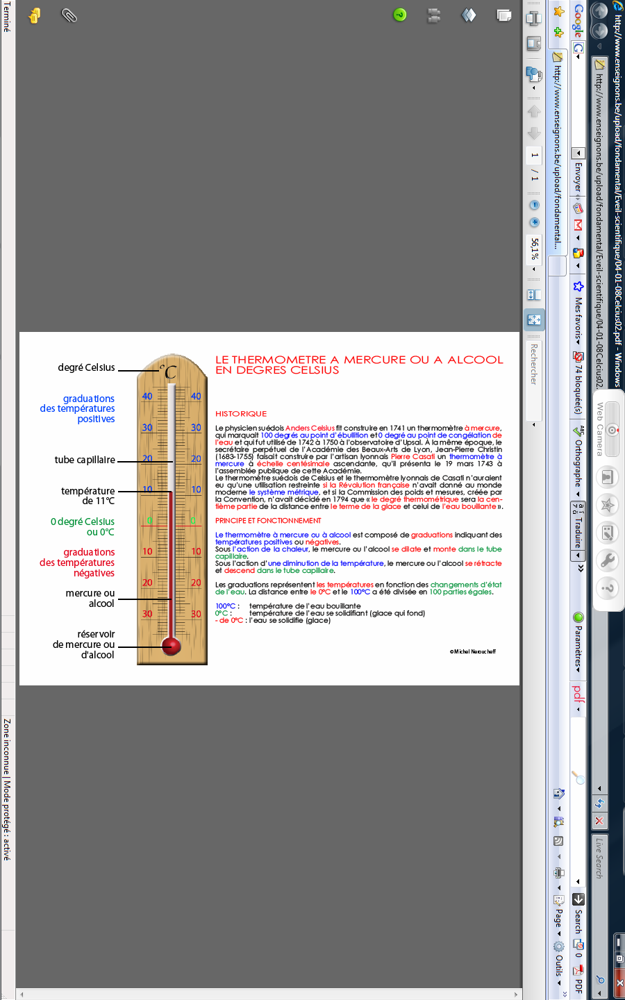 http://www.enseignons.be/upload/fondamental/Eveil-scientifique/04-01-08Celcius02.pdf - Windows
http://www.enseignons.be/upload/fondamental/Eveil-scientifique/04-01-08Celcius02.
Live Search
Web Camera
Google
Envoyer
Mes favoris
74 bloquée(s)
Orthographe
Traduire
Paramètres
pdf
Search
0
PDF
http://www.enseignons.be/upload/fondamental...
Page
Outils
1 / 1
56,1%
Rechercher
LE THERMOMETRE A MERCURE OU A ALCOOL
EN DEGRES CELSIUS
HISTORIQUE
Le physicien suédois Anders Celsius fit construire en 1741 un thermomètre à mercure,
qui marquait 100 degrés au point d'ébullition et 0 degré au point de congélation de
l'eau et qui fut utilisé de 1742 à 1750 à l'observatoire d'Upsal. À la même époque, le
secrétaire perpétuel de l'Académie des Beaux-Arts de Lyon, Jean-Pierre Christin
(1683-1755) faisait construire par l'artisan lyonnais Pierre Casati un thermomètre à
mercure à échelle centésimale ascendante, qu'il présenta le 19 mars 1743 à
l'assemblée publique de cette Académie.
Le thermomètre suédois de Celsius et le thermomètre lyonnais de Casati n'auraient
eu qu'une utilisation restreinte si la Révolution française n'avait donné au monde
moderne le système métrique, et si la Commission des poids et mesures, créée par
la Convention, n'avait décidé en 1794 que « le degré thermométrique sera la cen-
tième partie de la distance entre le terme de la glace et celui de l'eau bouillante ».
PRINCIPE ET FONCTIONNEMENT
Le thermomètre à mercure ou à alcool est composé de graduations indiquant des
températures positives ou négatives.
Sous l'action de la chaleur, le mercure ou l'alcool se dilate et monte dans le tube
capillaire.
Sous l'action d'une diminution de la température, le mercure ou l'alcool se rétracte
et descend dans le tube capillaire.
Les graduations représentent les températures en fonction des changements d'état
de l'eau. La distance entre le 0°C et le 100°C a été divisée en 100 parties égales.
100°C : température de l'eau bouillante
0°C : température de l'eau se solidifiant (glace qui fond)
- de 0°C : l'eau se solidifie (glace)
©Michel Neroucheff
degré Celsius
graduations
des températures
positives
tube capillaire
température
de 11°C
0 degré Celsius
ou 0°C
graduations
des températures
négatives
mercure ou
alcool
réservoir
de mercure ou
d'alcool
°C
40 40
30 30
20 20
10 10
0 0
10 10
20 20
30 30
Terminé
Zone inconnue | Mode protégé : activé